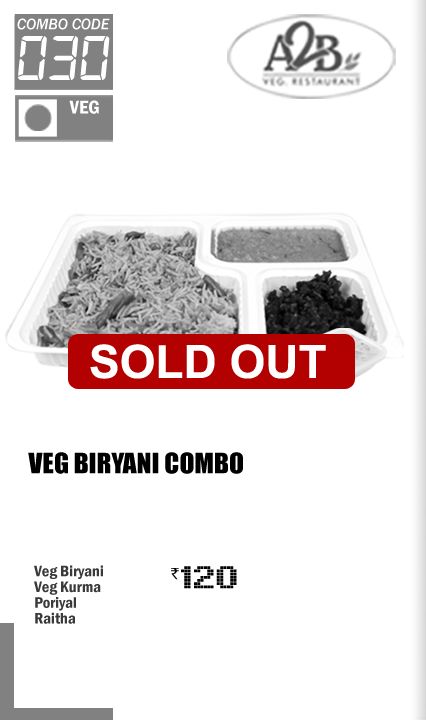 COMBO CODE
030
VEG
A2B
VEG. RESTAURANT
SOLD OUT
VEG BIRYANI COMBO
Veg Biryani
Veg Kurma
Poriyal
Raitha
₹120